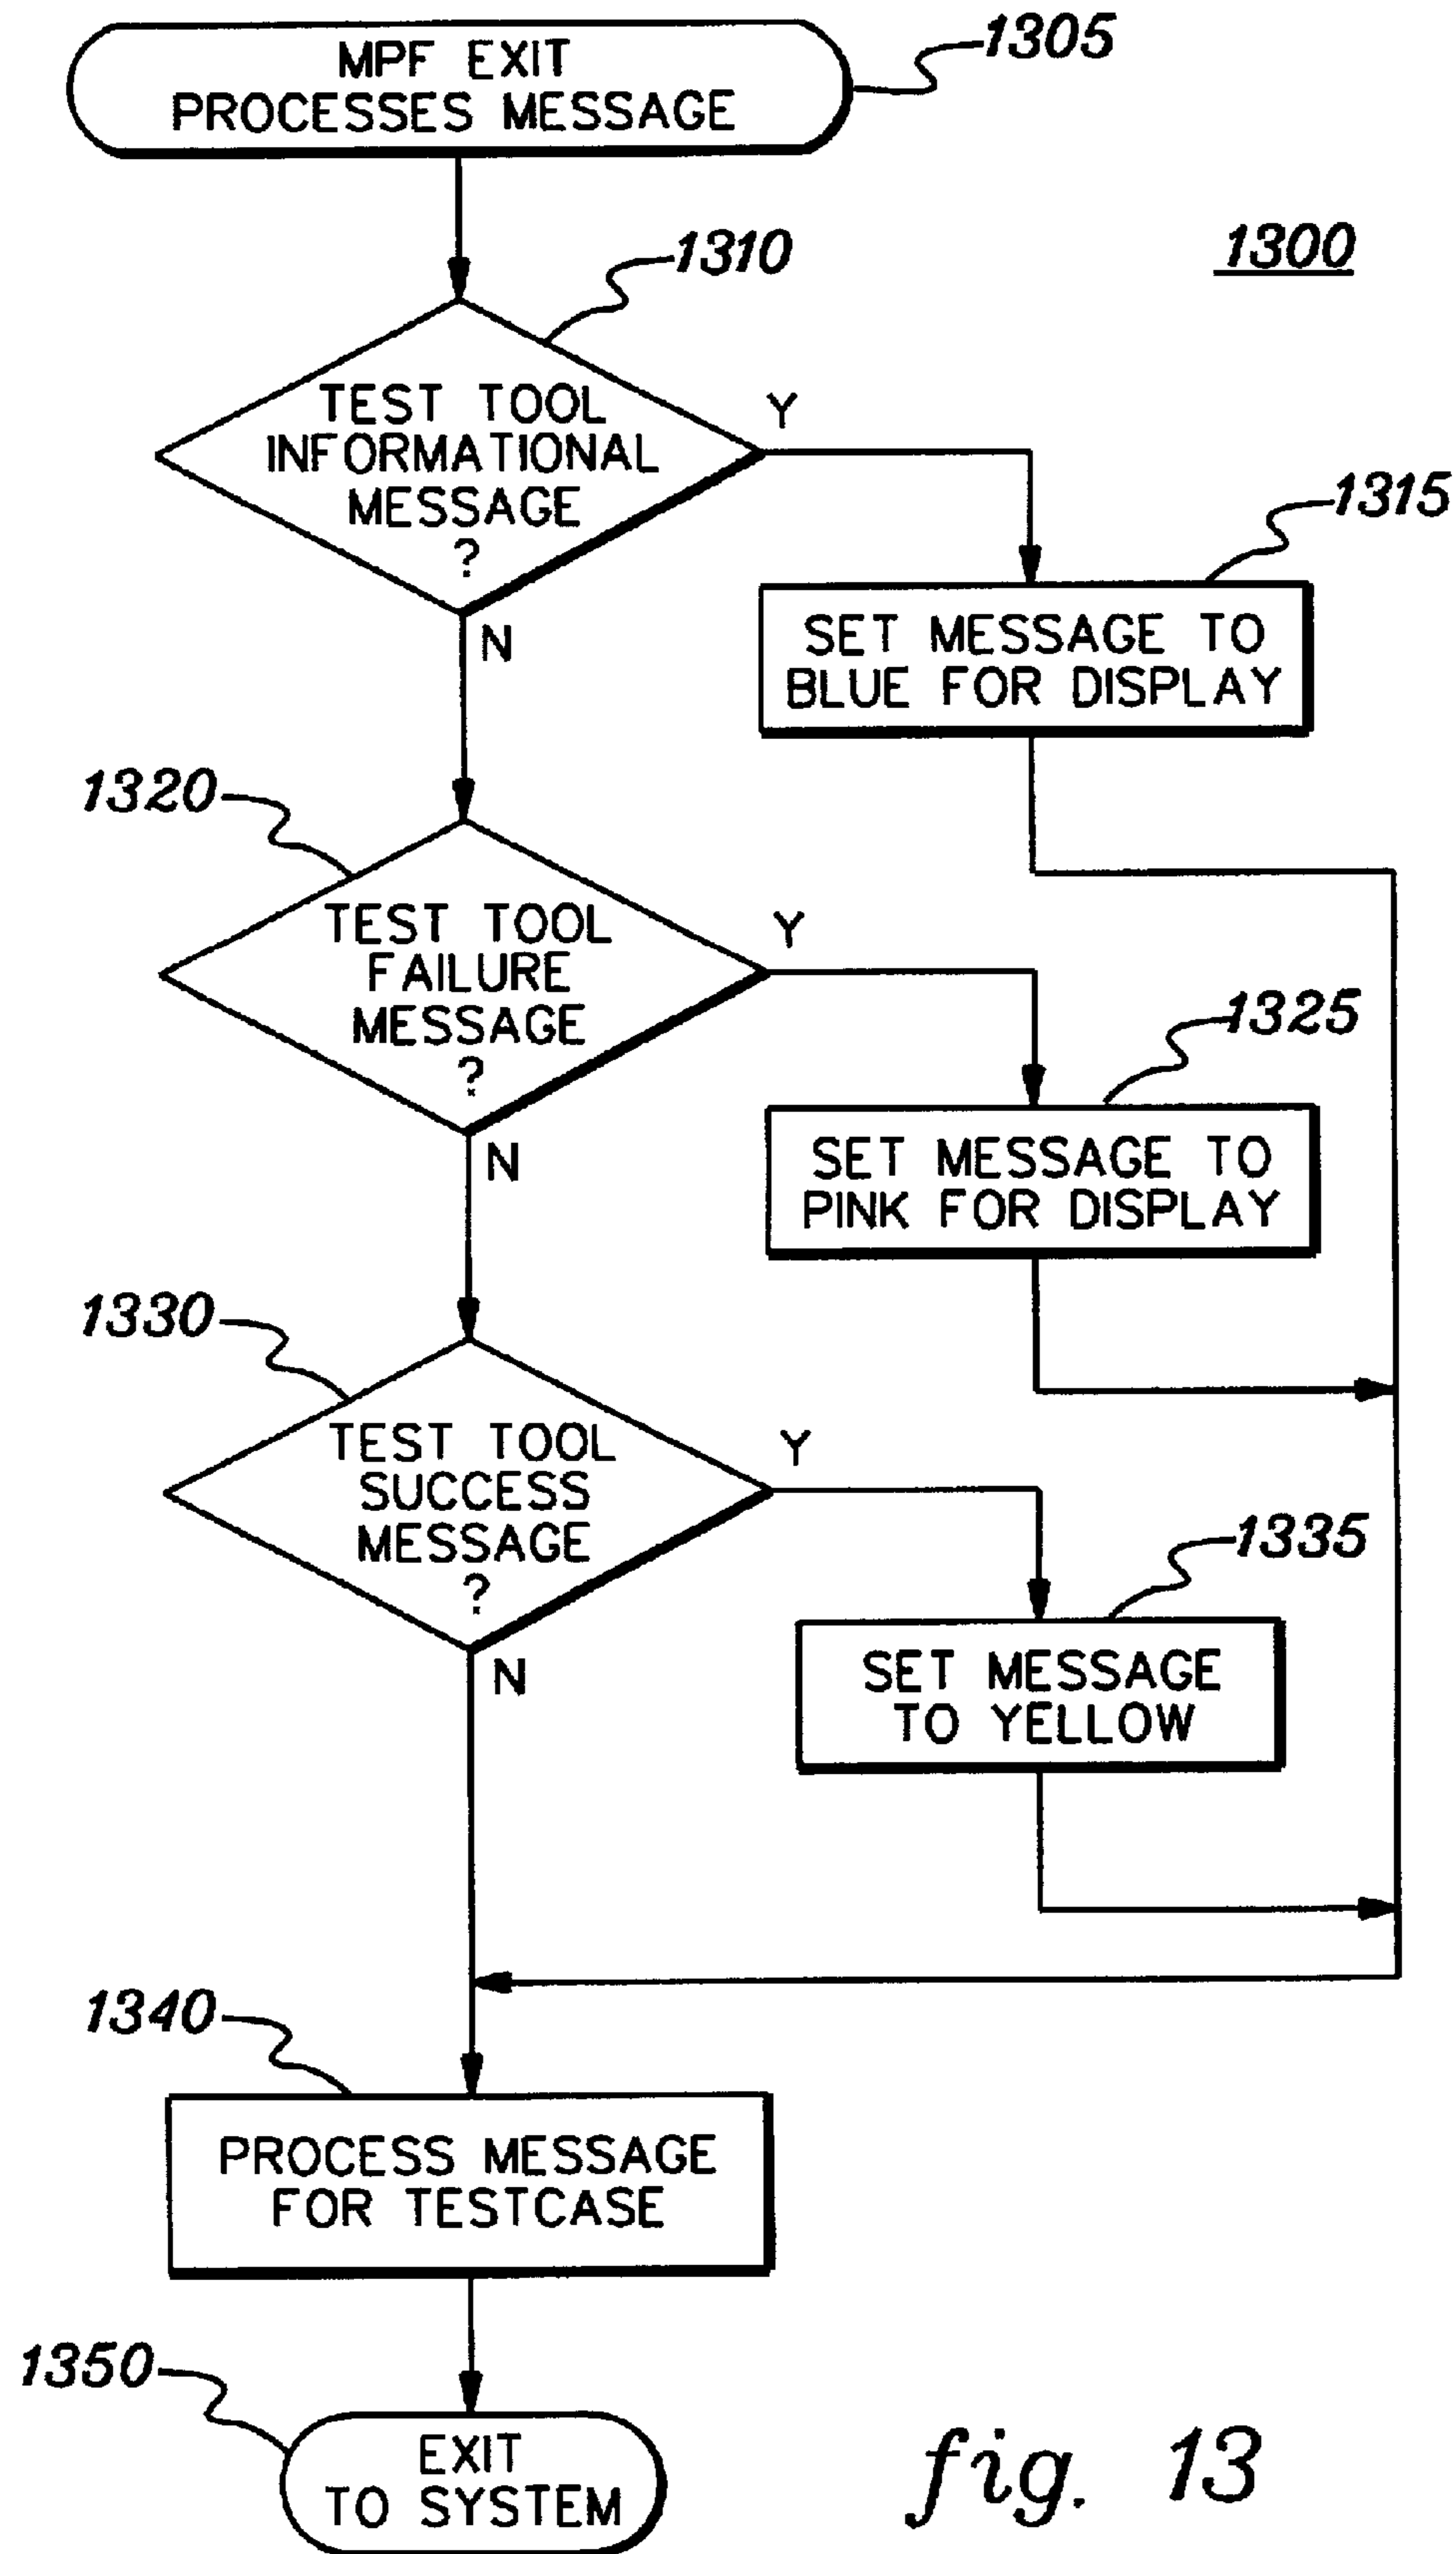 MPF EXIT
PROCESSES MESSAGE
1305
1300
1310
TEST TOOL
INFORMATIONAL
MESSAGE
?
Y
N
1315
SET MESSAGE TO
BLUE FOR DISPLAY
1320
TEST TOOL
FAILURE
MESSAGE
?
Y
N
1325
SET MESSAGE TO
PINK FOR DISPLAY
1330
TEST TOOL
SUCCESS
MESSAGE
?
Y
N
1335
SET MESSAGE
TO YELLOW
1340
PROCESS MESSAGE
FOR TESTCASE
1350
EXIT
TO SYSTEM
fig. 13